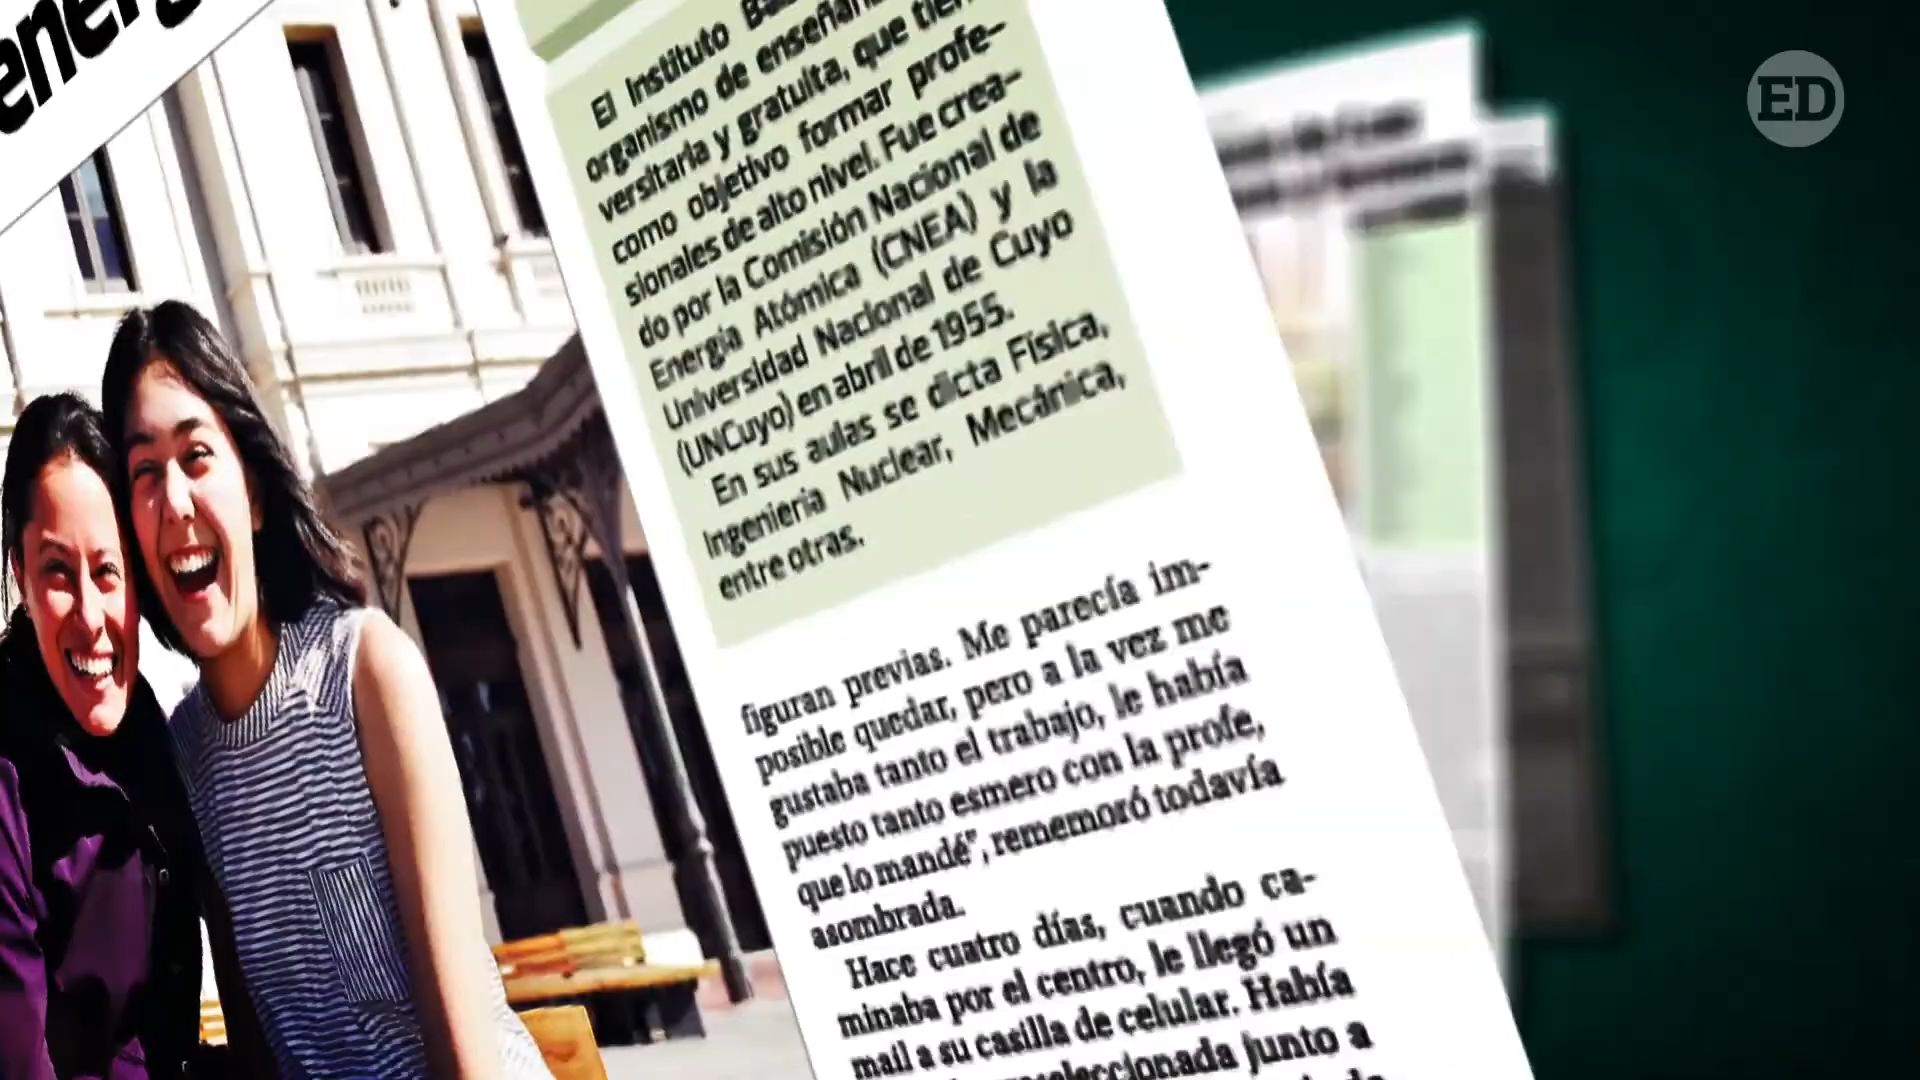 energ
ED
El Instituto Bal
organismo de enseñan
versitaria y gratuita, que tien
como objetivo formar profe-
sionales de alto nivel. Fue crea-
do por la Comisión Nacional de
Energía Atómica (CNEA) y la
Universidad Nacional de Cuyo
(UNCuyo) en abril de 1955.
En sus aulas se dicta Física,
Ingeniería Nuclear, Mecánica,
entre otras.
figuran previas. Me parecía im-
posible quedar, pero a la vez me
gustaba tanto el trabajo, le había
puesto tanto esmero con la profe,
que lo mandé", rememoró todavía
asombrada.
Hace cuatro días, cuando ca-
minaba por el centro, le llegó un
mail a su casilla de celular. Había
junto a